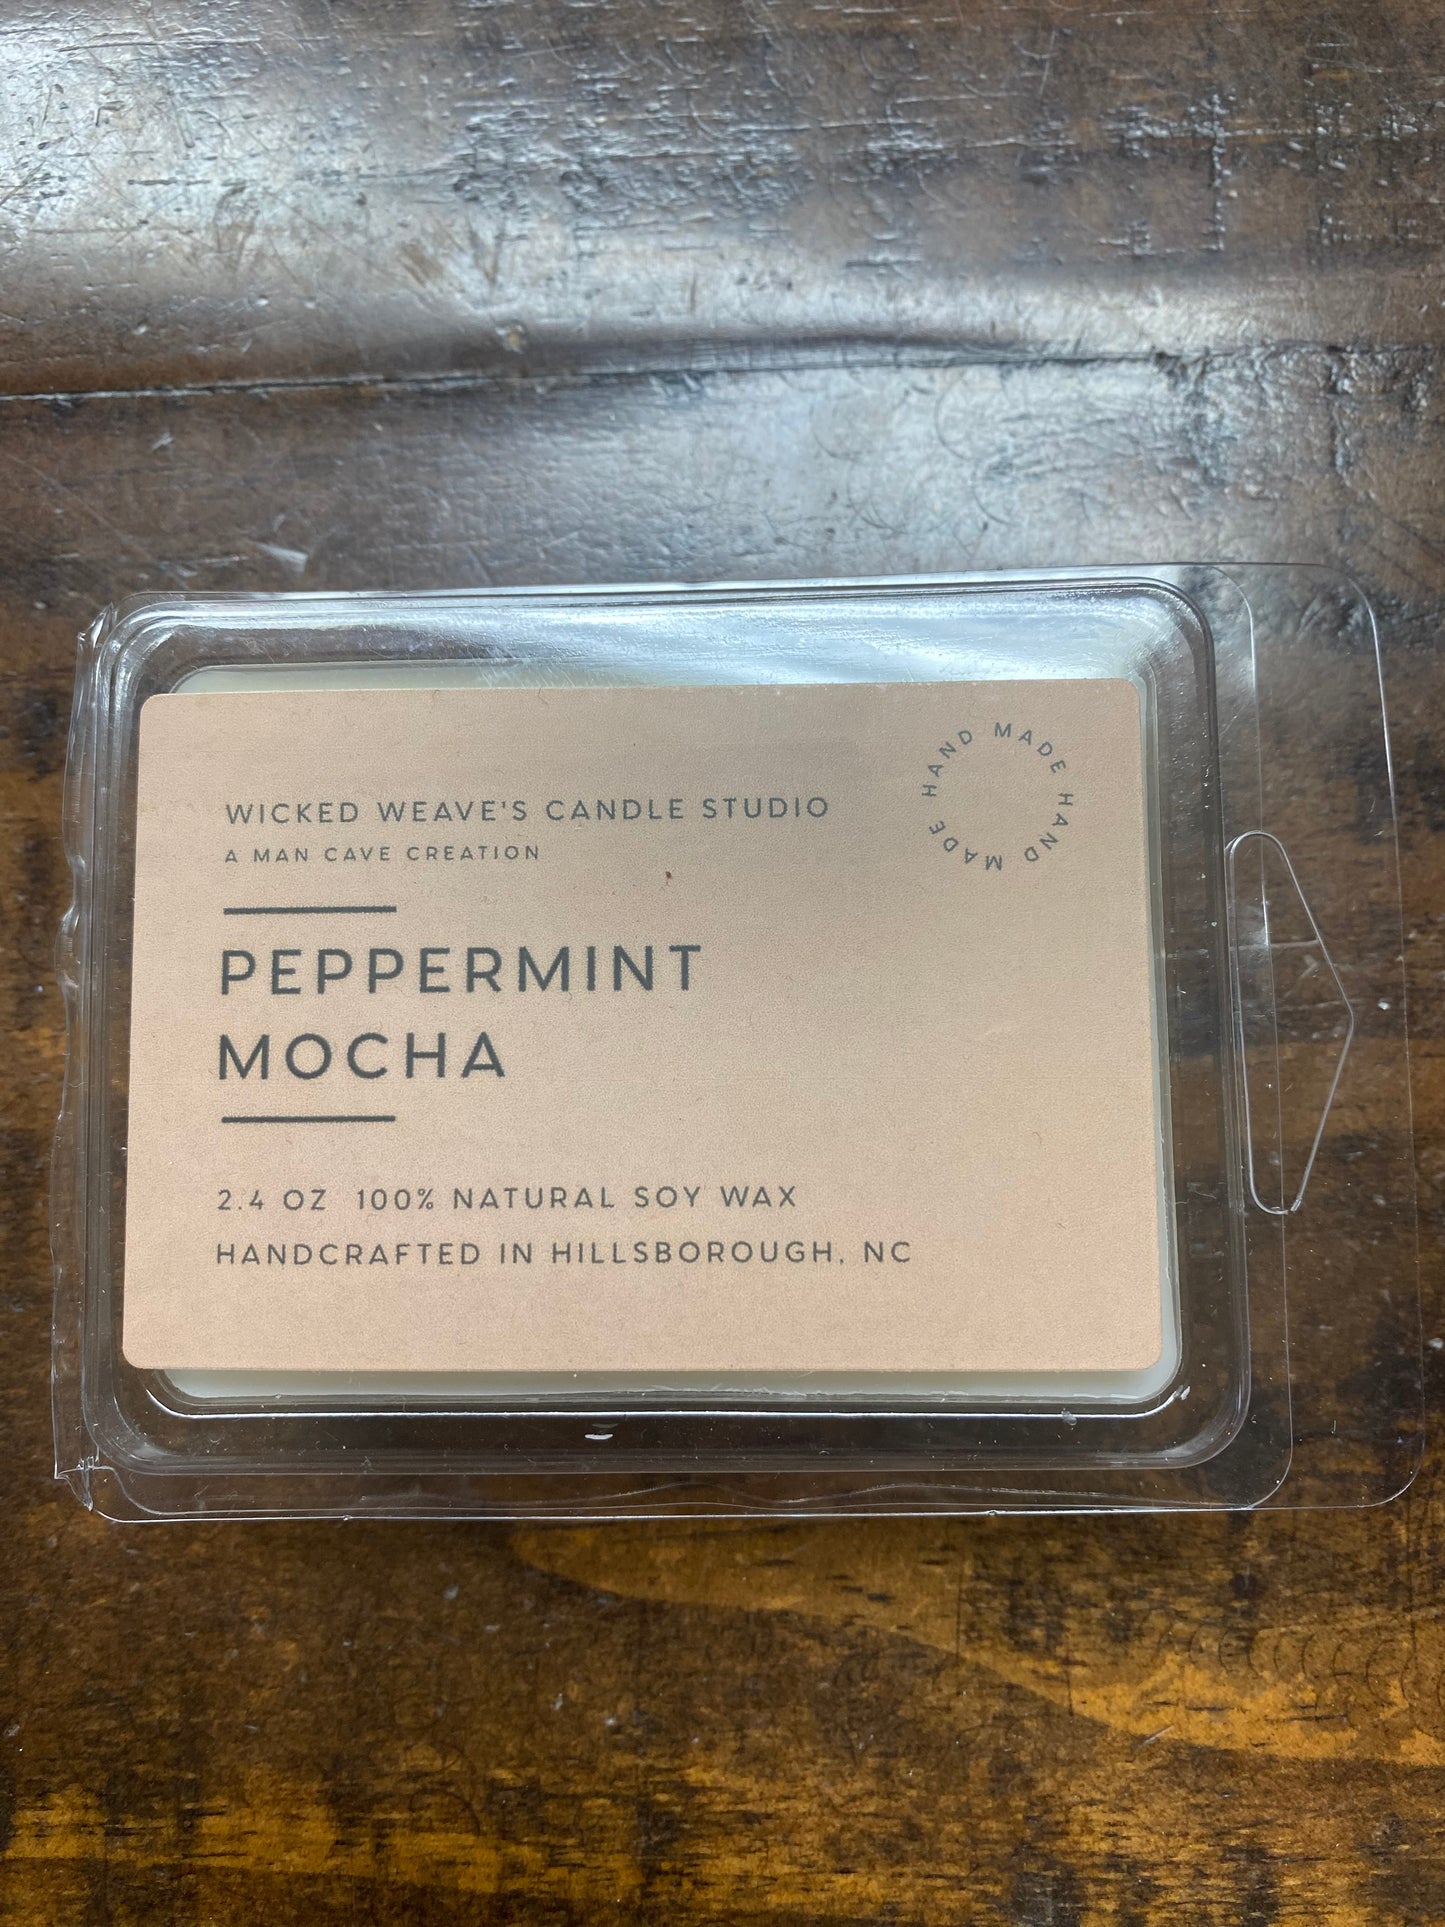 WICKED WEAVE'S CANDLE STUDIO
A MAN CAVE CREATION
HAND MADE HAND MADE
PEPPERMINT
MOCHA
2.4 OZ 100% NATURAL SOY WAX
HANDCRAFTED IN HILLSBOROUGH, NC